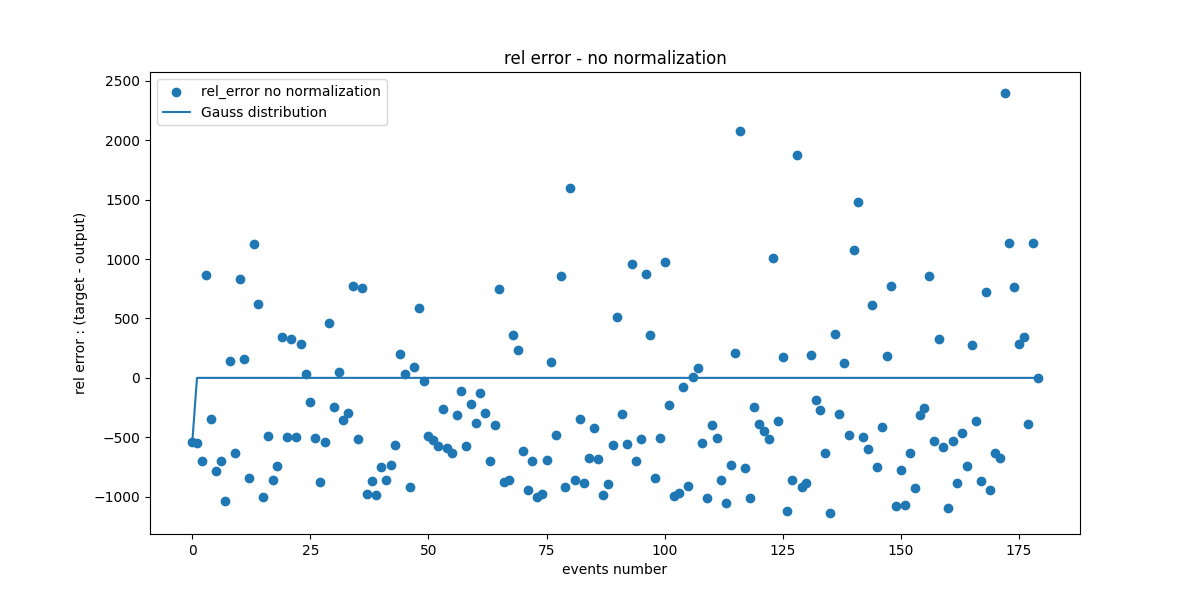 rel error - no normalization
rel_error no normalization
Gauss distribution
rel error : (target - output)
2500
2000
1500
1000
500
0
−500
−1000
0 25 50 75 100 125 150 175
events number